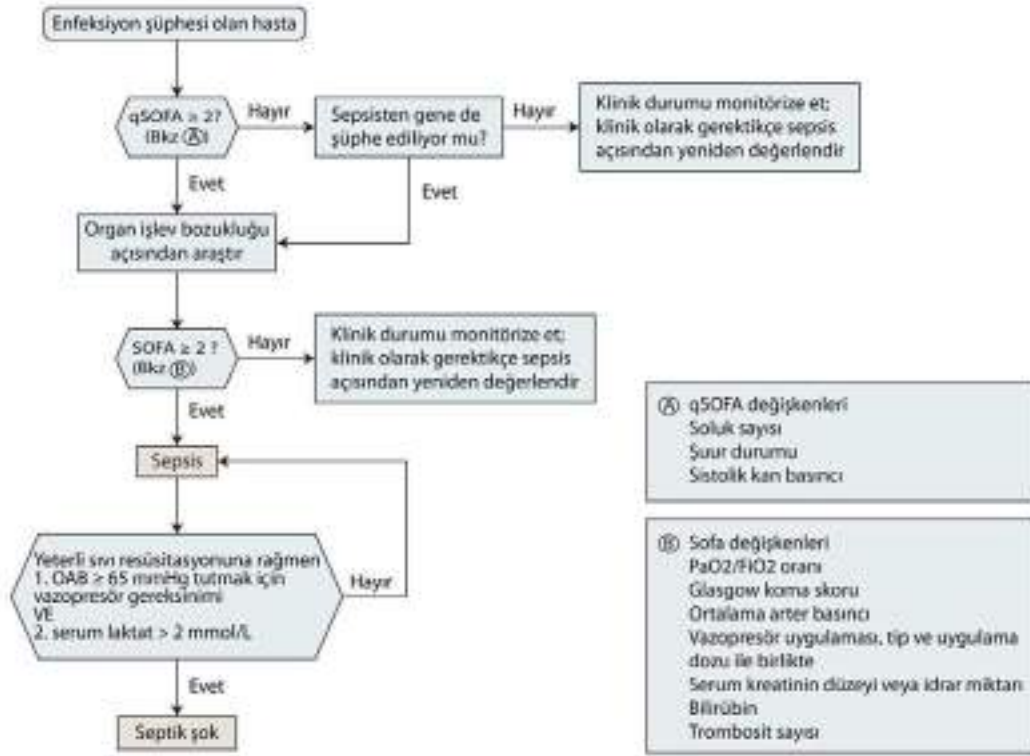 Enfeksiyon şüphesi olan hasta
qSOFA ≥ 2?
(Bkz Ⓐ)
Hayır
Sepsisten gene de
şüphe ediliyor mu?
Hayır
Klinik durumu monitörize et;
klinik olarak gerektikçe sepsis
açısından yeniden değerlendir
Evet
Evet
Organ işlev bozukluğu
açısından araştır
SOFA ≥ 2 ?
(Bkz Ⓑ)
Hayır
Klinik durumu monitörize et;
klinik olarak gerektikçe sepsis
açısından yeniden değerlendir
Evet
Sepsis
Yeterli sıvı resüsitasyonuna rağmen
1. OAB ≥ 65 mmHg tutmak için
vazopresör gereksinimi
VE
2. serum laktat > 2 mmol/L
Hayır
Evet
Septik şok
Ⓐ qSOFA değişkenleri
Soluk sayısı
Şuur durumu
Sistolik kan basıncı
Ⓑ Sofa değişkenleri
PaO2/FiO2 oranı
Glasgow koma skoru
Ortalama arter basıncı
Vazopresör uygulaması, tip ve uygulama
dozu ile birlikte
Serum kreatinin düzeyi veya idrar miktarı
Bilirübin
Trombosit sayısı